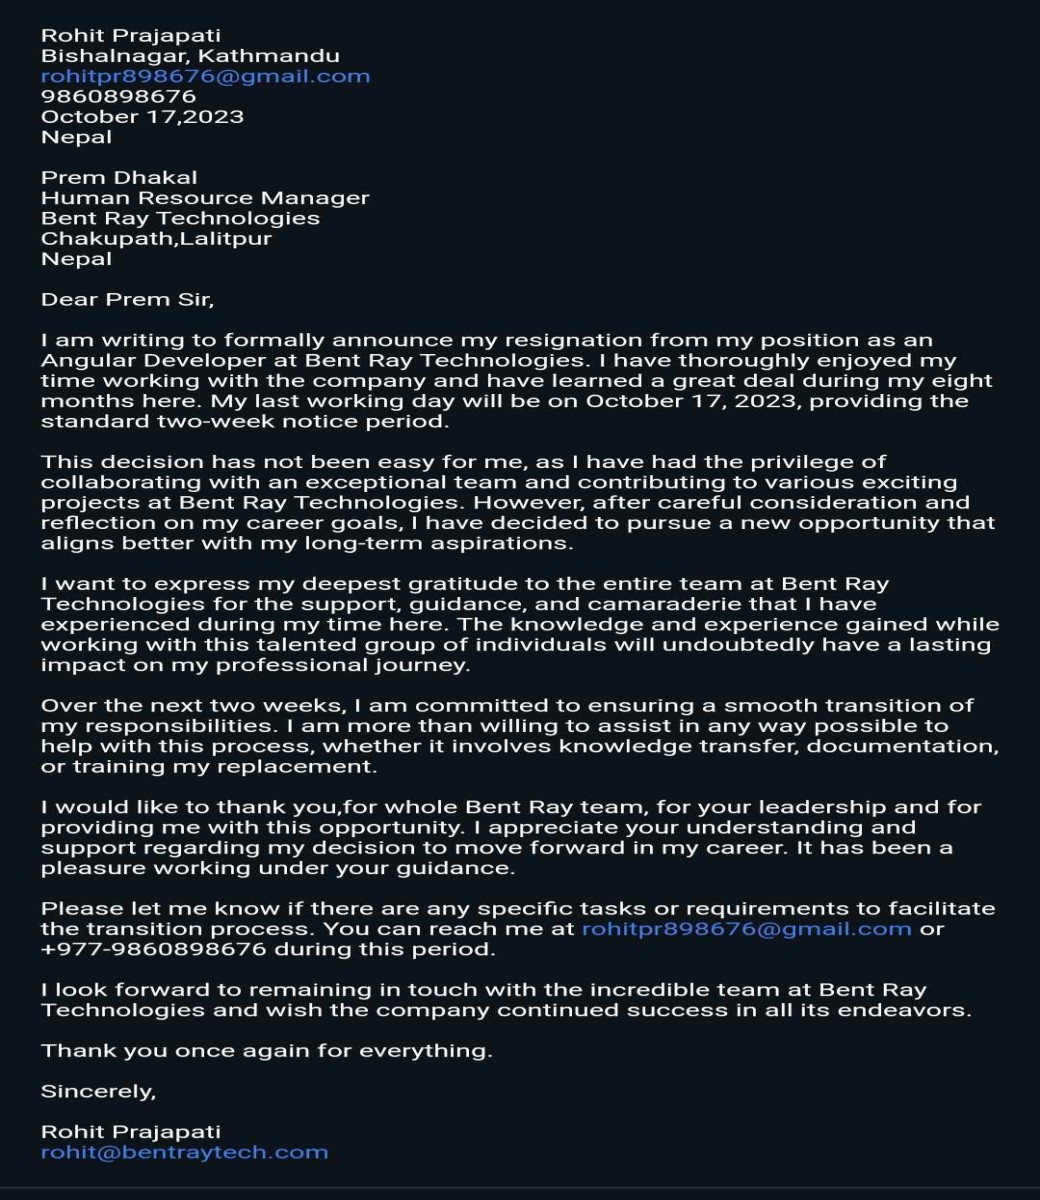 Rohit Prajapati
Bishalnagar, Kathmandu
rohitpr898676@gmail.com
9860898676
October 17,2023
Nepal
Prem Dhakal
Human Resource Manager
Bent Ray Technologies
Chakupath,Lalitpur
Nepal
Dear Prem Sir,
I am writing to formally announce my resignation from my position as an
Angular Developer at Bent Ray Technologies. I have thoroughly enjoyed my
time working with the company and have learned a great deal during my eight
months here. My last working day will be on October 17, 2023, providing the
standard two-week notice period.
This decision has not been easy for me, as I have had the privilege of
collaborating with an exceptional team and contributing to various exciting
projects at Bent Ray Technologies. However, after careful consideration and
reflection on my career goals, I have decided to pursue a new opportunity that
aligns better with my long-term aspirations.
I want to express my deepest gratitude to the entire team at Bent Ray
Technologies for the support, guidance, and camaraderie that I have
experienced during my time here. The knowledge and experience gained while
working with this talented group of individuals will undoubtedly have a lasting
impact on my professional journey.
Over the next two weeks, I am committed to ensuring a smooth transition of
my responsibilities. I am more than willing to assist in any way possible to
help with this process, whether it involves knowledge transfer, documentation,
or training my replacement.
I would like to thank you,for whole Bent Ray team, for your leadership and for
providing me with this opportunity. I appreciate your understanding and
support regarding my decision to move forward in my career. It has been a
pleasure working under your guidance.
Please let me know if there are any specific tasks or requirements to facilitate
the transition process. You can reach me at rohitpr898676@gmail.com or
+977-9860898676 during this period.
I look forward to remaining in touch with the incredible team at Bent Ray
Technologies and wish the company continued success in all its endeavors.
Thank you once again for everything.
Sincerely,
Rohit Prajapati
rohit@bentraytech.com